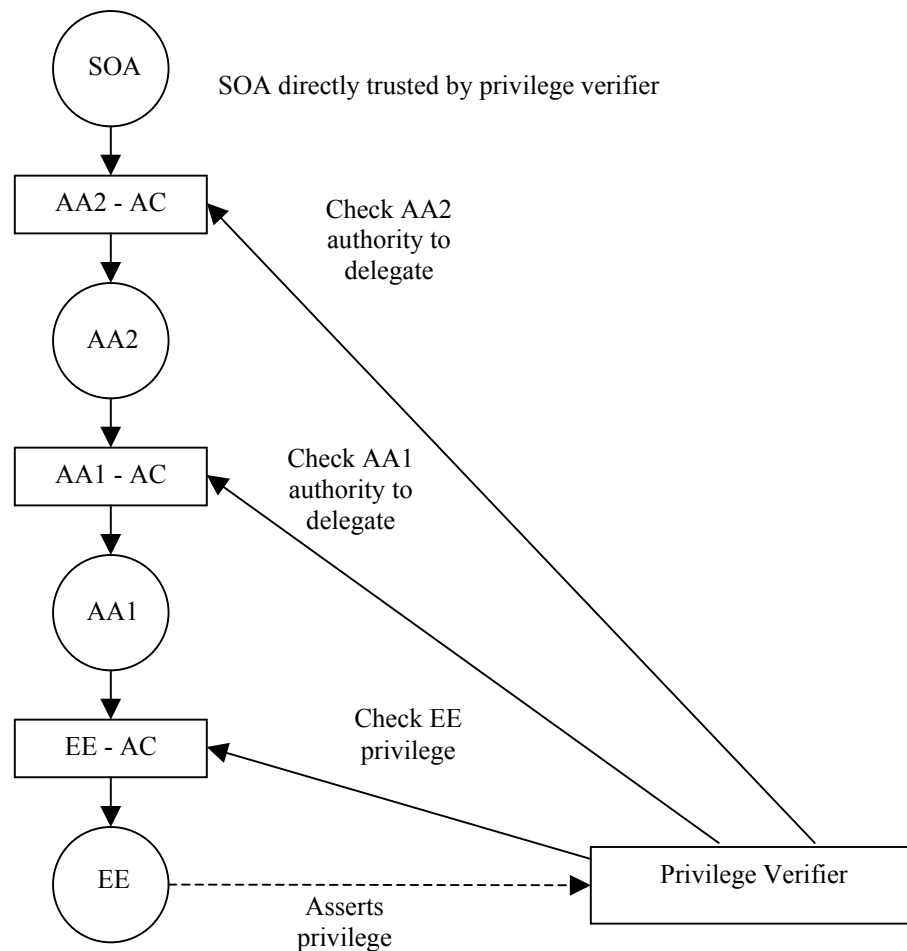 SOA
SOA directly trusted by privilege verifier
AA2 - AC
Check AA2
authority to
delegate
AA2
AA1 - AC
Check AA1
authority to
delegate
AA1
EE - AC
Check EE
privilege
EE
Asserts
privilege
Privilege Verifier